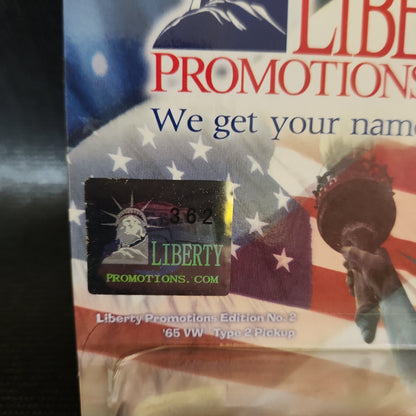 LIBE
PROMOTIONS
We get your name
362
LIBERTY
PROMOTIONS.COM
Liberty Promotions Edition No. 2
'65 VW Type 2 Pickup